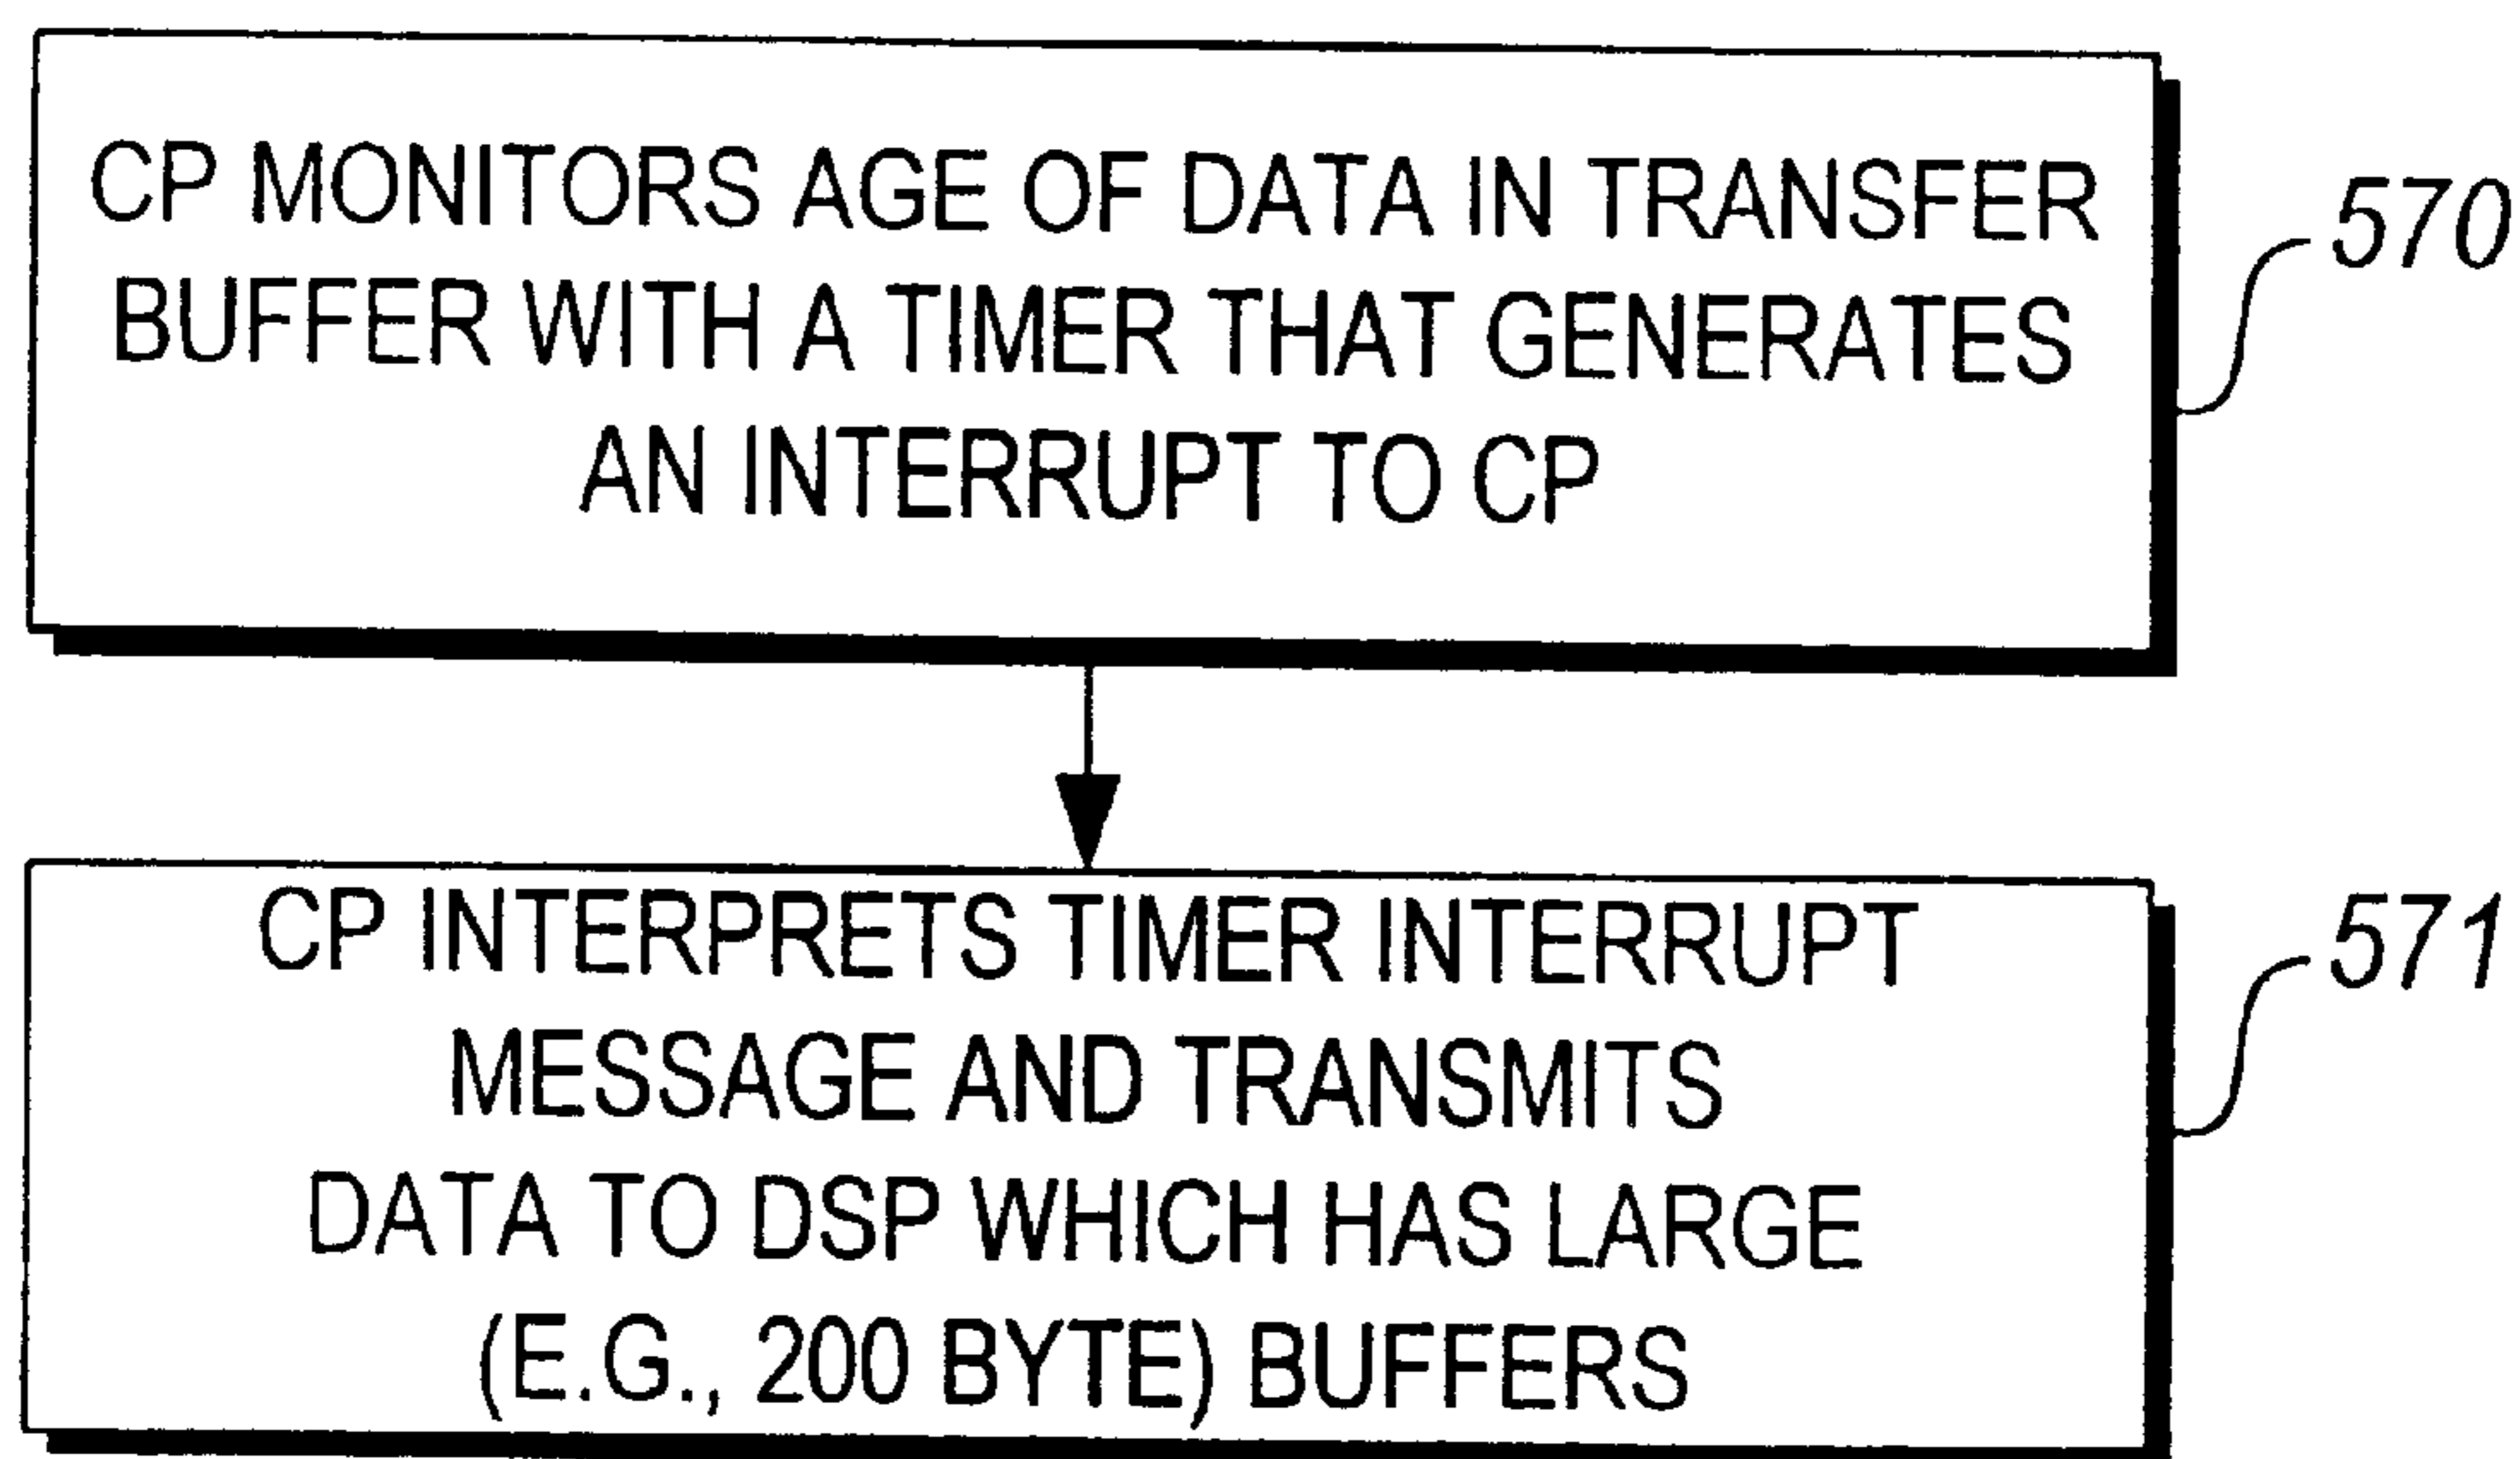 CP MONITORS AGE OF DATA IN TRANSFER
BUFFER WITH A TIMER THAT GENERATES
AN INTERRUPT TO CP
570
CP INTERPRETS TIMER INTERRUPT
MESSAGE AND TRANSMITS
DATA TO DSP WHICH HAS LARGE
(E.G., 200 BYTE) BUFFERS
571